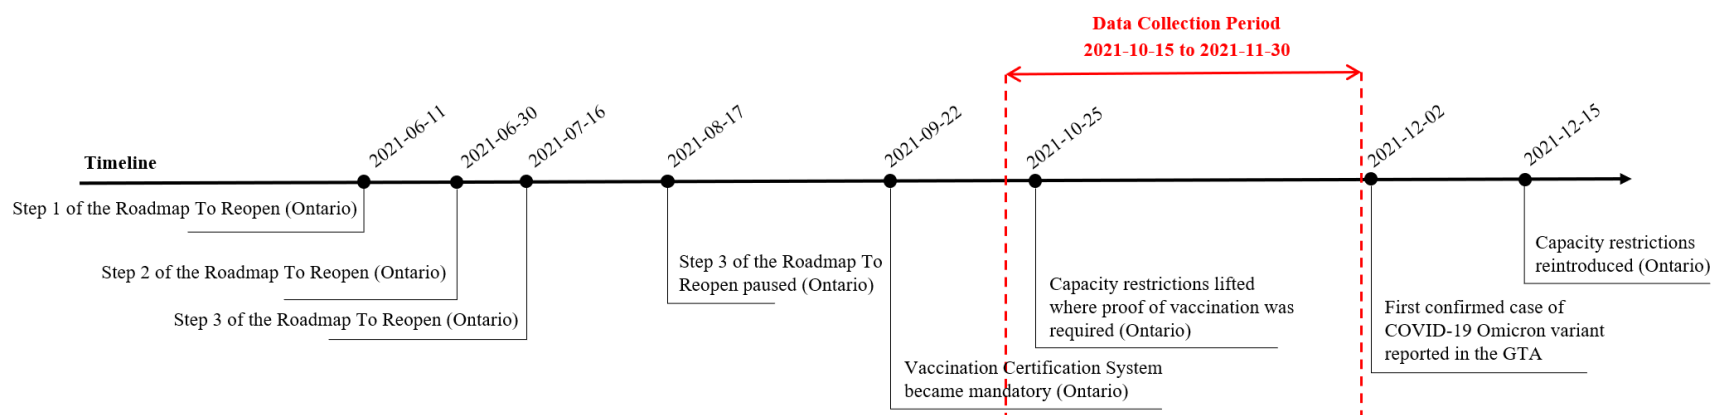 Data Collection Period
2021-10-15 to 2021-11-30
2021-06-11
2021-06-30
2021-07-16
2021-08-17
2021-09-22
2021-10-25
2021-12-02
2021-12-15
Timeline
Step 1 of the Roadmap To Reopen (Ontario)
Step 2 of the Roadmap To Reopen (Ontario)
Step 3 of the Roadmap To Reopen (Ontario)
Step 3 of the Roadmap To
Reopen paused (Ontario)
Vaccination Certification System
became mandatory (Ontario)
Capacity restrictions lifted
where proof of vaccination was
required (Ontario)
First confirmed case of
COVID-19 Omicron variant
reported in the GTA
Capacity restrictions
reintroduced (Ontario)